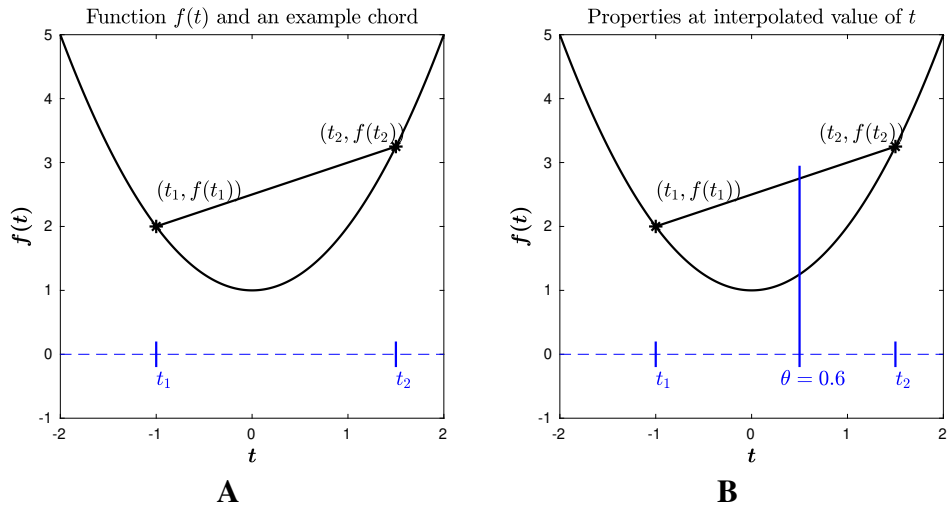 Function f(t) and an example chord
5
4
3
2
1
0
-1
-2
-1
0
1
2
f(t)
t
(t₁, f(t₁))
(t₂, f(t₂))
t₁
t₂
A
Properties at interpolated value of t
5
4
3
2
1
0
-1
-2
-1
0
1
2
f(t)
t
(t₁, f(t₁))
(t₂, f(t₂))
t₁
θ = 0.6
t₂
B